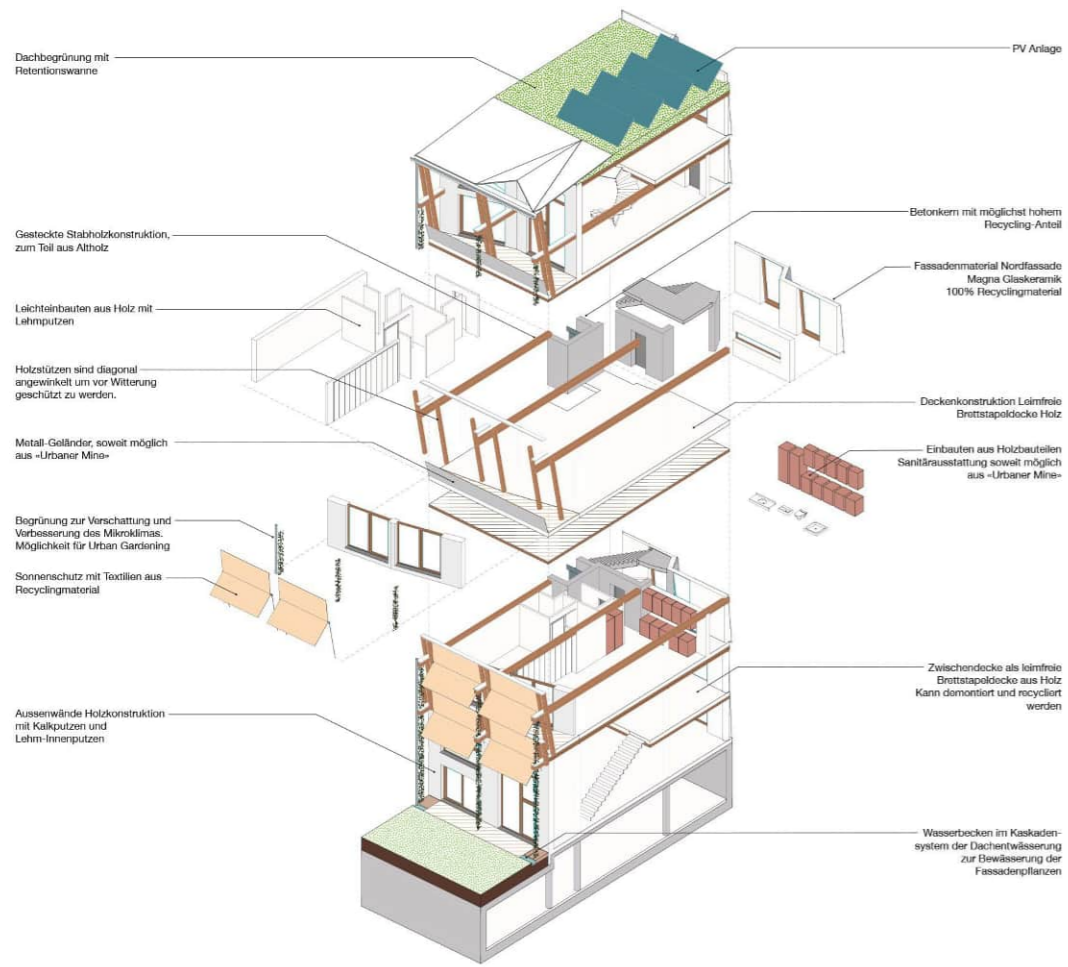 Dachbegrünung mit
Retentionswanne
PV Anlage
Gesteckte Stabholzkonstruktion,
zum Teil aus Altholz
Betonkern mit möglichst hohem
Recycling-Anteil
Fassadenmaterial Nordfassade
Magna Glaskeramik
100% Recyclingmaterial
Leichteinbauten aus Holz mit
Lehmputzen
Holzstützen sind diagonal
angewinkelt um vor Witterung
geschützt zu werden.
Deckenkonstruktion Leimfreie
Brettstapeldecke Holz
Metall-Geländer, soweit möglich
aus «Urbaner Mine»
Einbauten aus Holzbauteilen
Sanitärausstattung soweit möglich
aus «Urbaner Mine»
Begrünung zur Verschattung und
Verbesserung des Mikroklimas.
Möglichkeit für Urban Gardening
Sonnenschutz mit Textilien aus
Recyclingmaterial
Zwischendecke als leimfreie
Brettstapeldecke aus Holz
Kann demontiert und recycliert
werden
Aussenwände Holzkonstruktion
mit Kalkputzen und
Lehm-Innenputzen
Wasserbecken im Kaskaden-
system der Dachentwässerung
zur Bewässerung der
Fassadenpflanzen